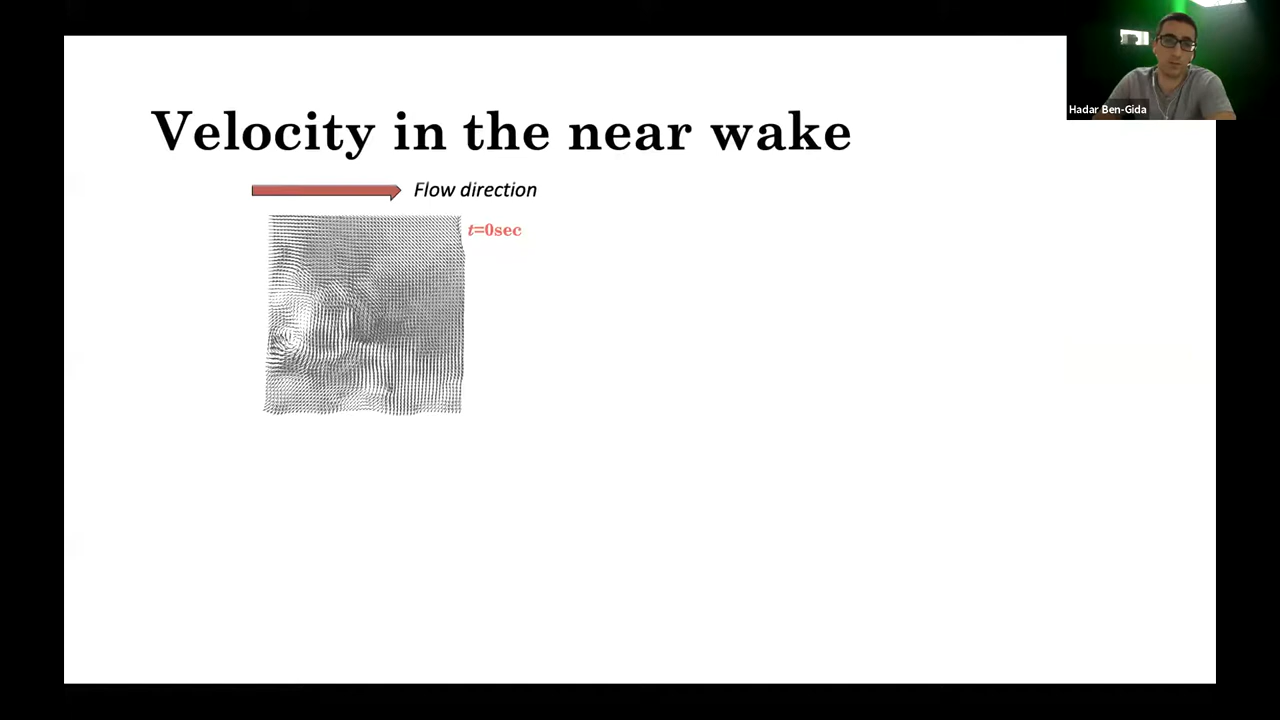 Hadar Ben-Gida
Velocity in the near wake
Flow direction
t=0sec